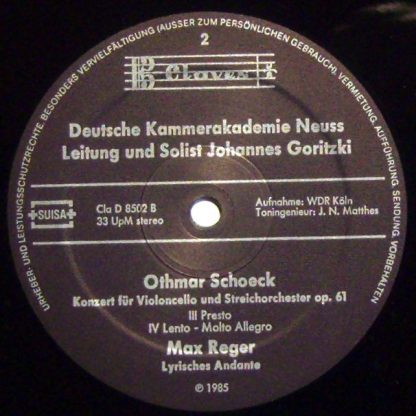 URHEBER- UND LEISTUNGSSCHUTZRECHTE, BESONDERS VERVIELFÄLTIGUNG (AUSSER ZUM PERSÖNLICHEN GEBRAUCH), VERMIETUNG, AUFFÜHRUNG, SENDUNG VORBEHALTEN
2
Claves
Deutsche Kammerakademie Neuss
Leitung und Solist Johannes Goritzki
SUISA
Cla D 8502 B
33 UpM stereo
Aufnahme: WDR Köln
Toningenieur: J. N. Matthes
Othmar Schoeck
Konzert für Violoncello und Streichorchester op. 61
III Presto
IV Lento - Molto Allegro
Max Reger
Lyrisches Andante
℗ 1985